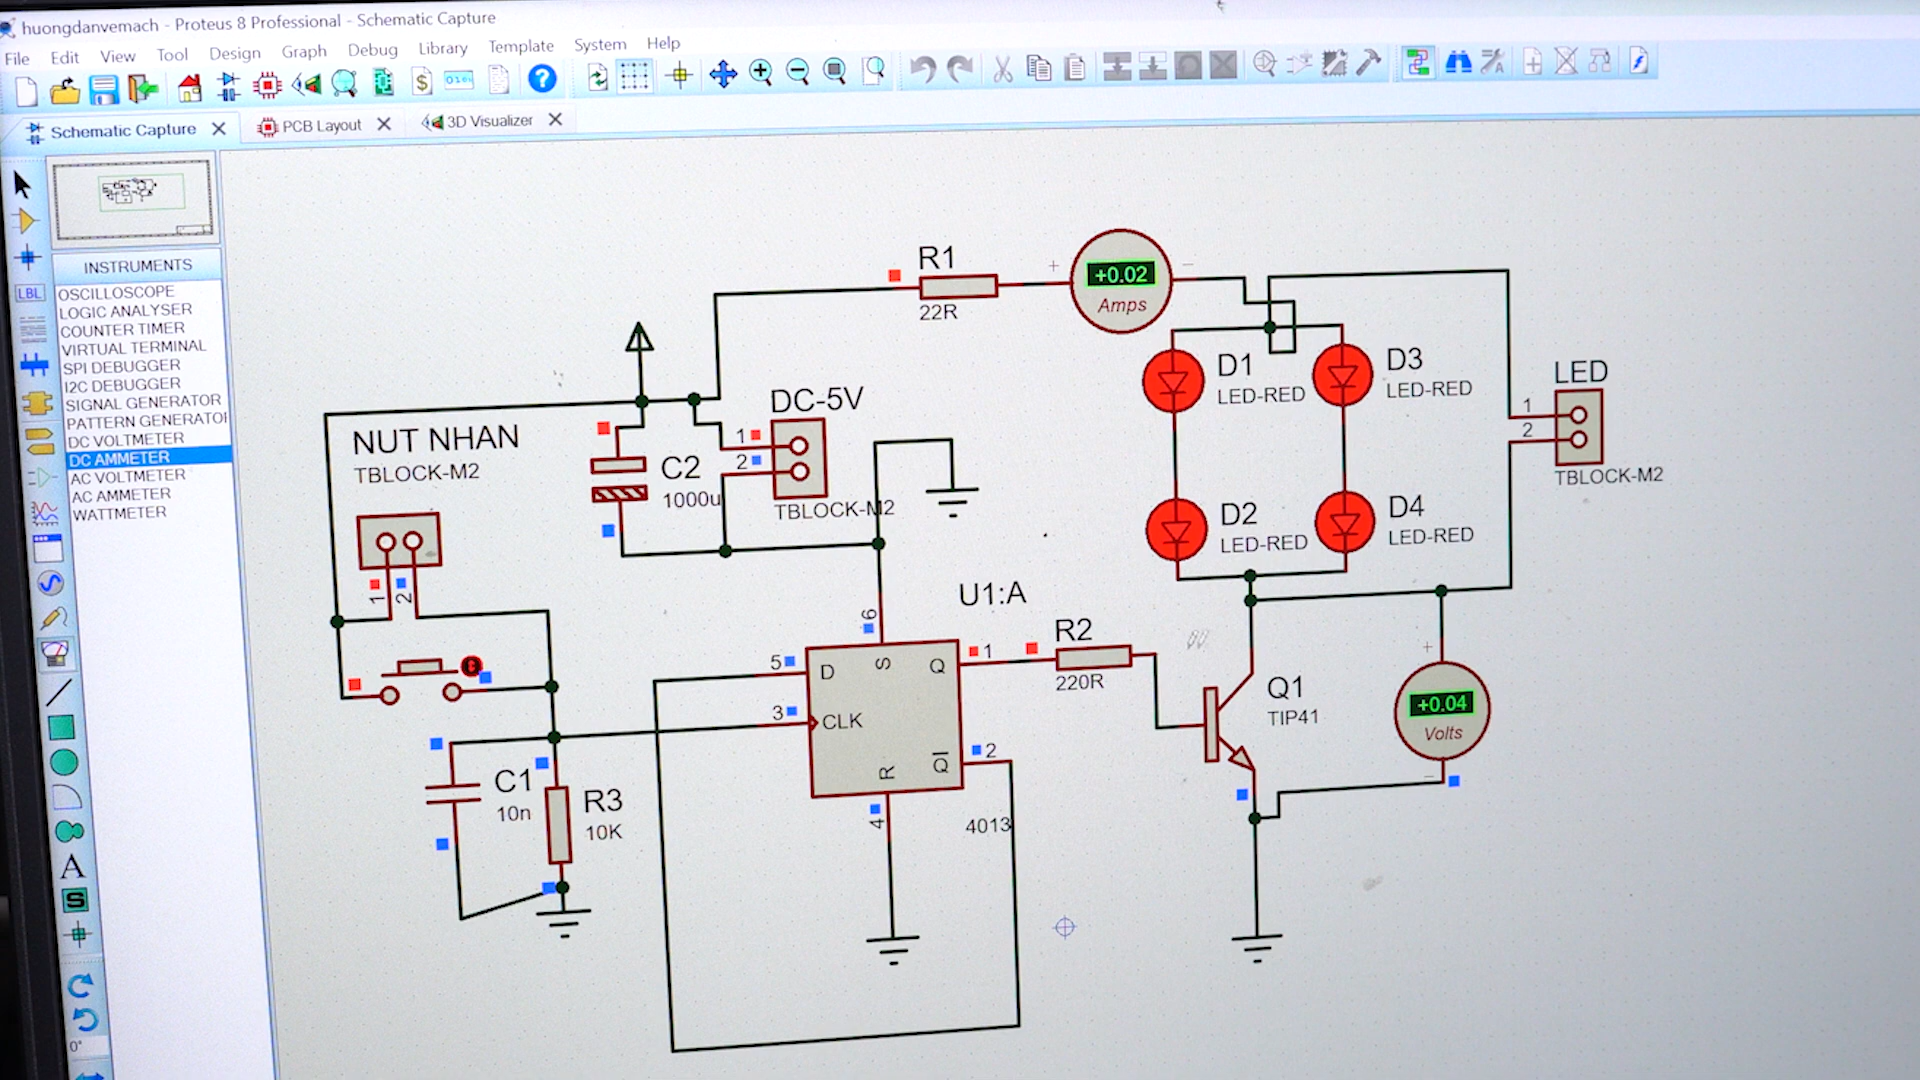 huongdanvemach - Proteus 8 Professional - Schematic Capture
File Edit View Tool Design Graph Debug Library Template System Help
Schematic Capture PCB Layout 3D Visualizer
INSTRUMENTS
OSCILLOSCOPE
LOGIC ANALYSER
COUNTER TIMER
VIRTUAL TERMINAL
SPI DEBUGGER
I2C DEBUGGER
SIGNAL GENERATOR
PATTERN GENERATOR
DC VOLTMETER
DC AMMETER
AC VOLTMETER
AC AMMETER
WATTMETER
LBL
A
S
0°
R1
22R
+ +0.02 −
Amps
D1
LED-RED
D3
LED-RED
D2
LED-RED
D4
LED-RED
LED
1
2
TBLOCK-M2
DC-5V
1
2
TBLOCK-M2
C2
1000u
NUT NHAN
TBLOCK-M2
1 2
C1
10n
R3
10K
U1:A
6
5 D S Q 1
3 CLK
R Q 2
4
4013
R2
220R
Q1
TIP41
+
+0.04
Volts
−